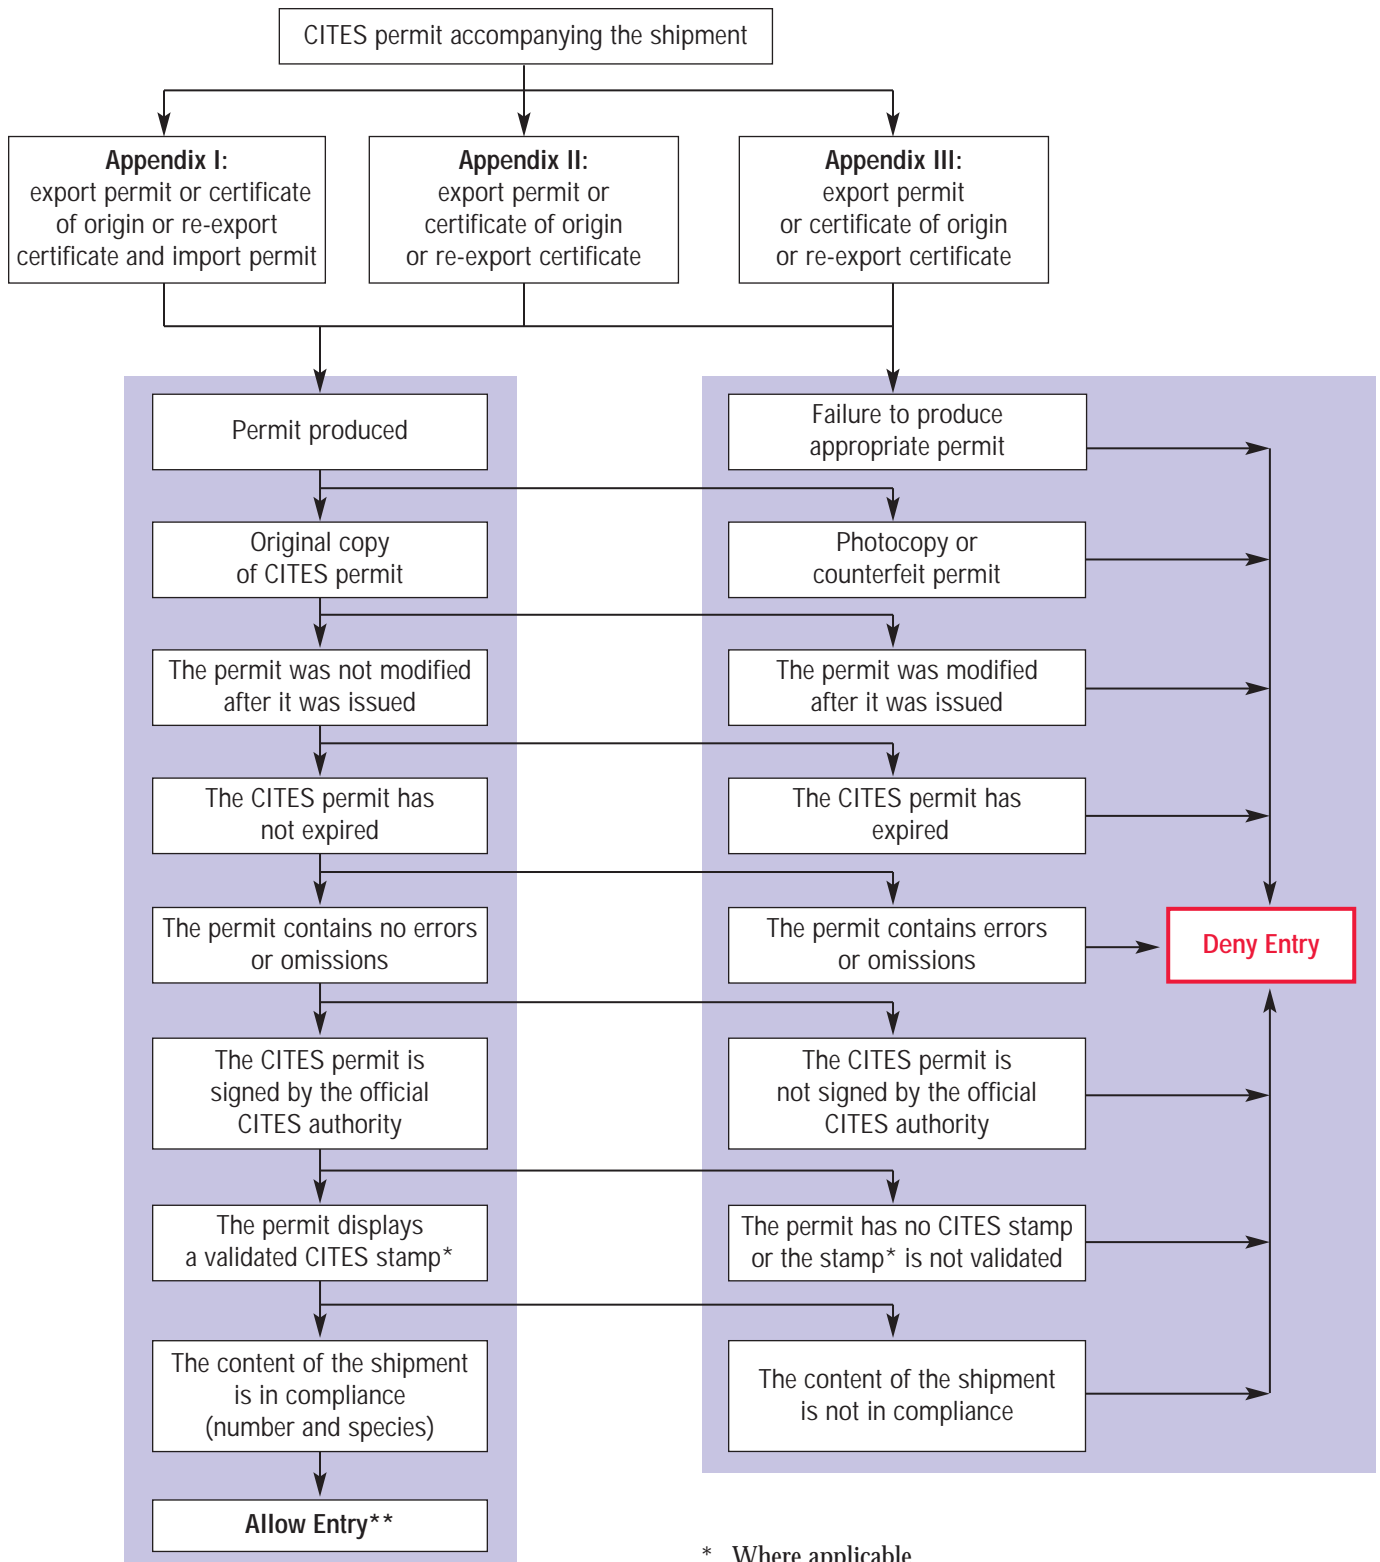 CITES permit accompanying the shipment
Appendix I:
export permit or certificate
of origin or re-export
certificate and import permit
Appendix II:
export permit or
certificate of origin
or re-export certificate
Appendix III:
export permit
or certificate of origin
or re-export certificate
Permit produced
Failure to produce
appropriate permit
Original copy
of CITES permit
Photocopy or
counterfeit permit
The permit was not modified
after it was issued
The permit was modified
after it was issued
The CITES permit has
not expired
The CITES permit has
expired
The permit contains no errors
or omissions
The permit contains errors
or omissions
Deny Entry
The CITES permit is
signed by the official
CITES authority
The CITES permit is
not signed by the official
CITES authority
The permit displays
a validated CITES stamp*
The permit has no CITES stamp
or the stamp* is not validated
The content of the shipment
is in compliance
(number and species)
The content of the shipment
is not in compliance
Allow Entry**
* Where applicable